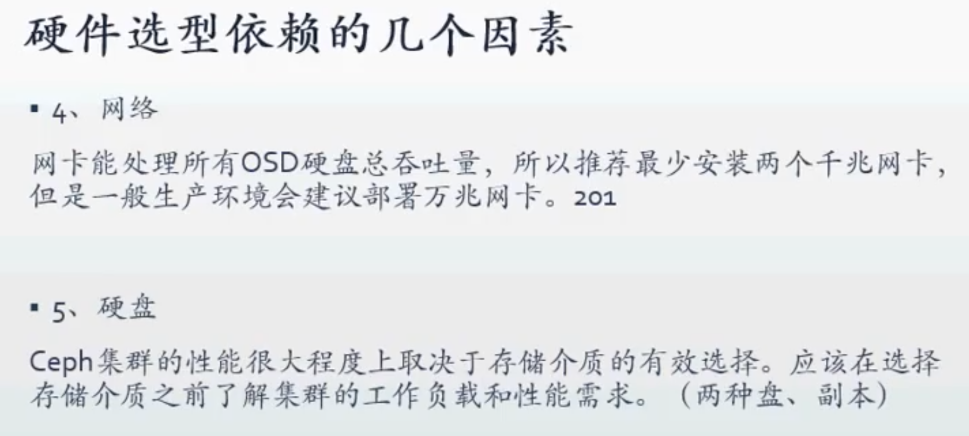 硬件选型依赖的几个因素
▪ 4、网络
网卡能处理所有OSD硬盘总吞吐量，所以推荐最少安装两个千兆网卡，
但是一般生产环境会建议部署万兆网卡。201
▪ 5、硬盘
Ceph集群的性能很大程度上取决于存储介质的有效选择。应该在选择
存储介质之前了解集群的工作负载和性能需求。（两种盘、副本）